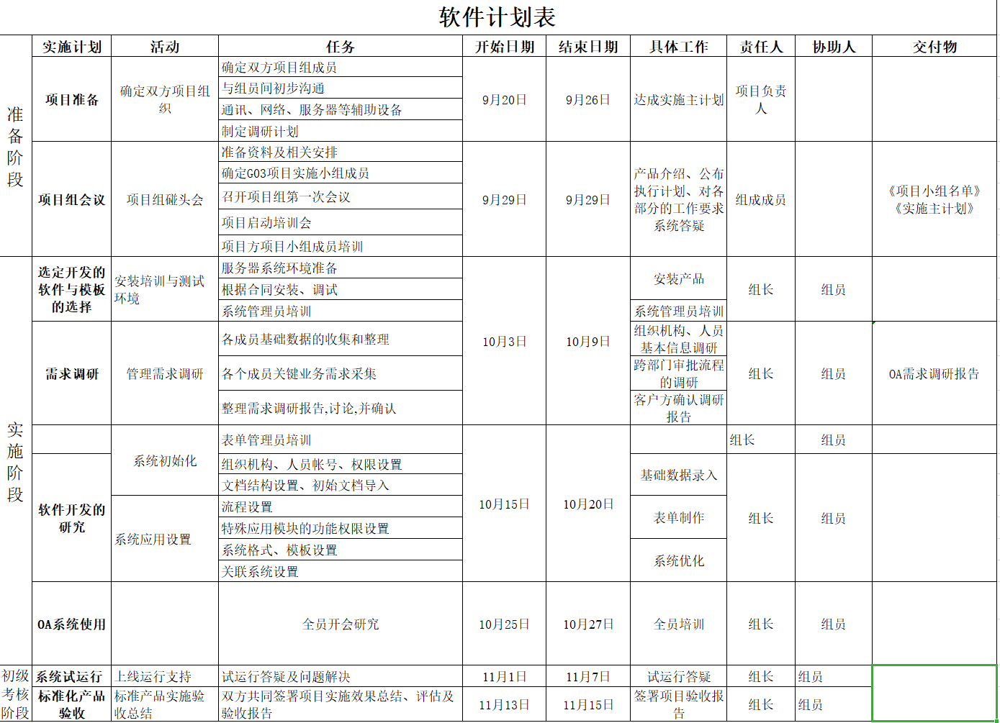 软件计划表
实施计划 活动 任务 开始日期 结束日期 具体工作 责任人 协助人 交付物
准
备
阶
段
项目准备
确定双方项目组
织
确定双方项目组成员
与组员间初步沟通
通讯、网络、服务器等辅助设备
制定调研计划
9月20日
9月26日
达成实施主计划
项目负责
人
项目组会议
项目组碰头会
准备资料及相关安排
确定G03项目实施小组成员
召开项目组第一次会议
项目启动培训会
项目方项目小组成员培训
9月29日
9月29日
产品介绍、公布
执行计划、对各
部分的工作要求
系统答疑
组成成员
《项目小组名单》
《实施主计划》
实
施
阶
段
选定开发的
软件与模板
的选择
安装培训与测试
环境
服务器系统环境准备
根据合同安装、调试
系统管理员培训
10月3日
10月9日
安装产品
系统管理员培训
组长
组员
需求调研
管理需求调研
各成员基础数据的收集和整理
各个成员关键业务需求采集
整理需求调研报告,讨论,并确认
组织机构、人员
基本信息调研
跨部门审批流程
的调研
客户方确认调研
报告
组长
组员
OA需求调研报告
系统初始化
表单管理员培训
组长
组员
软件开发的
研究
组织机构、人员帐号、权限设置
文档结构设置、初始文档导入
系统应用设置
流程设置
特殊应用模块的功能权限设置
系统格式、模板设置
关联系统设置
10月15日
10月20日
基础数据录入
表单制作
系统优化
组长
组员
OA系统使用
全员开会研究
10月25日
10月27日
全员培训
组长
组员
初级
考核
阶段
系统试运行
上线运行支持
试运行答疑及问题解决
11月1日
11月7日
试运行答疑
组长
组员
标准化产品
验收
标准产品实施验
收总结
双方共同签署项目实施效果总结、评估及
验收报告
11月13日
11月15日
签署项目验收报
告
组长
组员